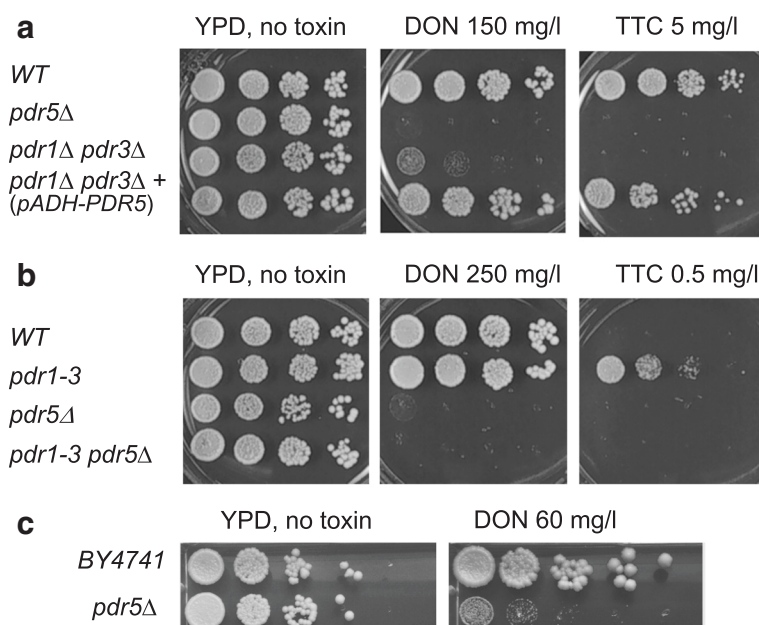 a
YPD, no toxin
DON 150 mg/l
TTC 5 mg/l
WT
pdr5Δ
pdr1Δ pdr3Δ
pdr1Δ pdr3Δ +
(pADH-PDR5)
b
YPD, no toxin
DON 250 mg/l
TTC 0.5 mg/l
WT
pdr1-3
pdr5Δ
pdr1-3 pdr5Δ
c
YPD, no toxin
DON 60 mg/l
BY4741
pdr5Δ